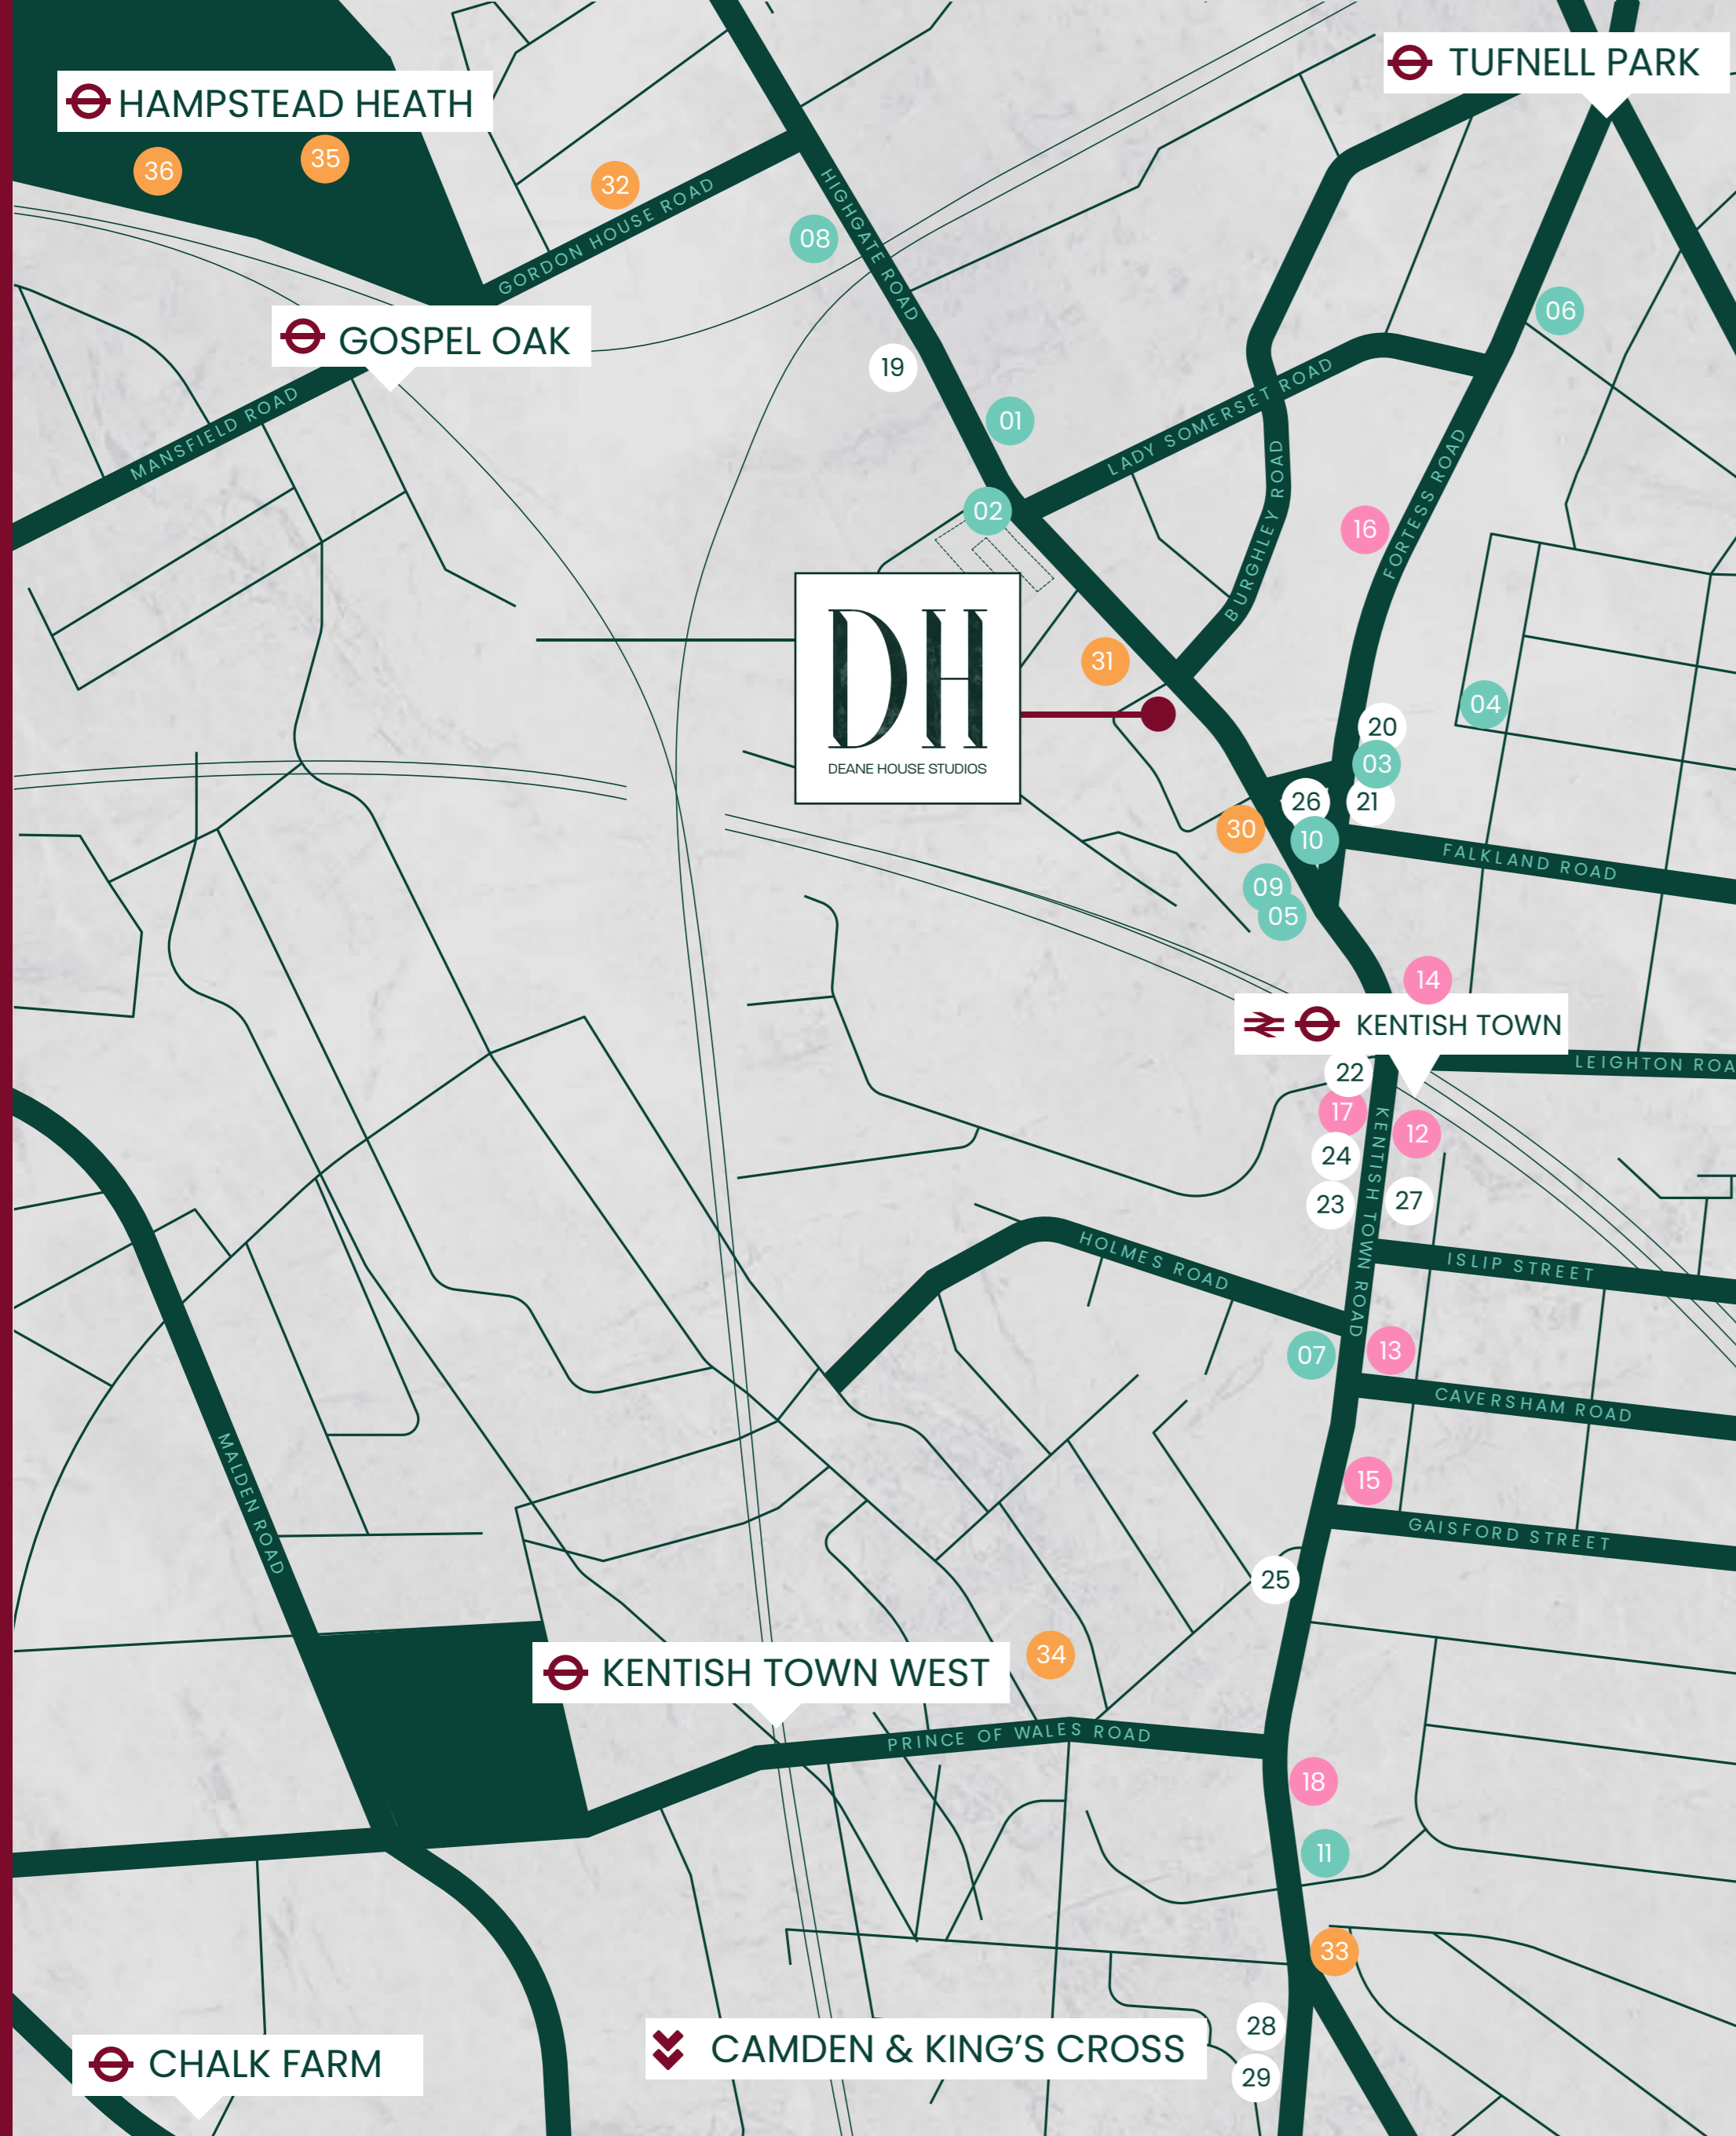 TUFNELL PARK
HAMPSTEAD HEATH
36
35
32
GORDON HOUSE ROAD
08
HIGHGATE ROAD
06
GOSPEL OAK
19
MANSFIELD ROAD
01
LADY SOMERSET ROAD
02
BURGHLEY ROAD
FORTESS ROAD
16
DH
DEANE HOUSE STUDIOS
31
04
20
03
26
21
30
10
FALKLAND ROAD
09
05
14
KENTISH TOWN
LEIGHTON ROA
22
17
12
24
23
27
KENTISH TOWN ROAD
HOLMES ROAD
ISLIP STREET
07
13
CAVERSHAM ROAD
MALDEN ROAD
15
GAISFORD STREET
25
34
KENTISH TOWN WEST
PRINCE OF WALES ROAD
18
11
33
28
CAMDEN & KING'S CROSS
29
CHALK FARM